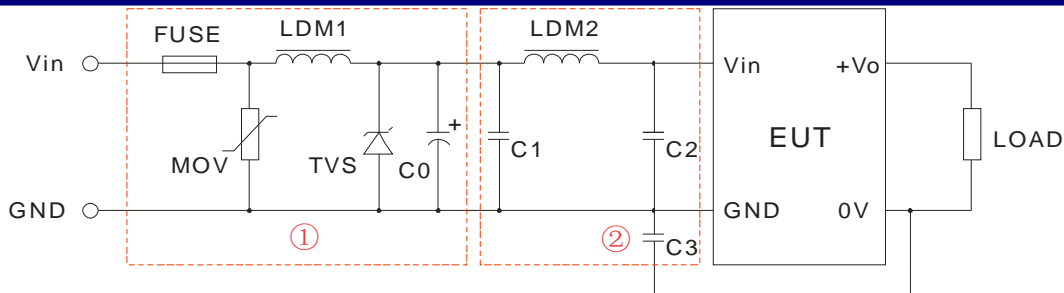 FUSE
LDM1
LDM2
Vin
Vin
+Vo
MOV
TVS
C0
+
C1
C2
EUT
LOAD
GND
GND
0V
①
②
C3